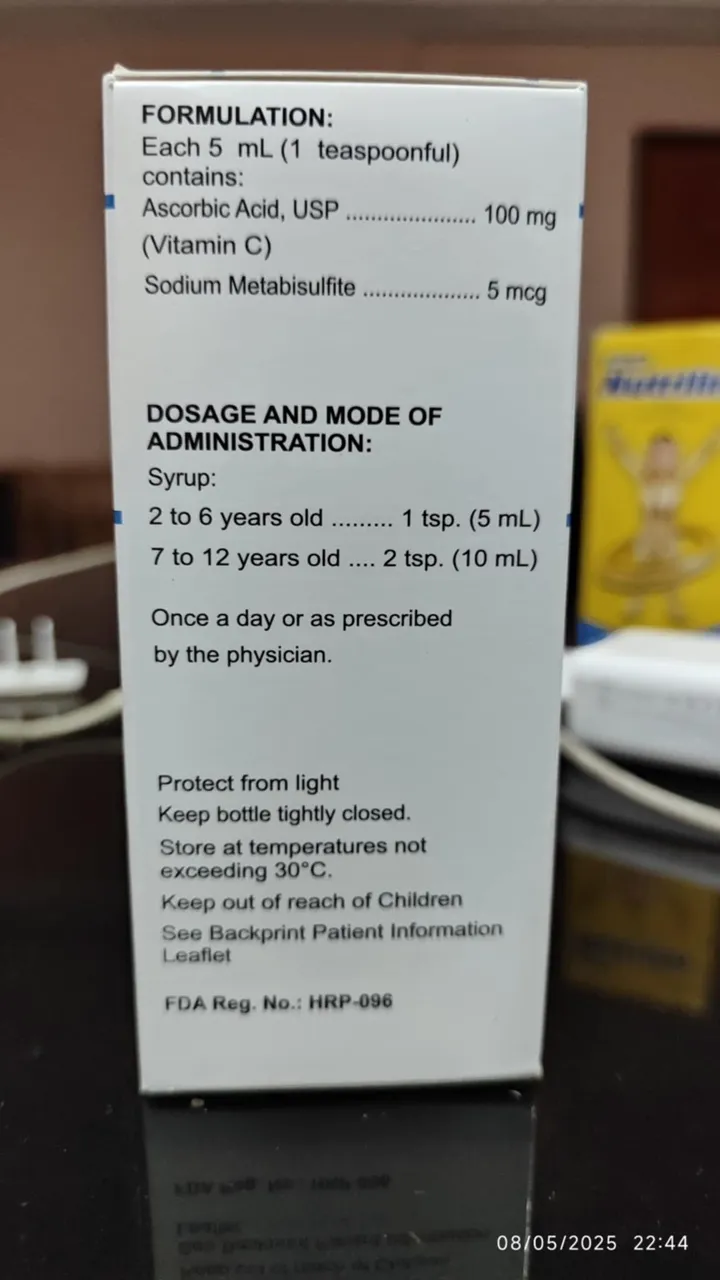 FORMULATION:
Each 5 mL (1 teaspoonful)
contains:
Ascorbic Acid, USP ..................... 100 mg
(Vitamin C)
Sodium Metabisulfite ................... 5 mcg
DOSAGE AND MODE OF
ADMINISTRATION:
Syrup:
2 to 6 years old ......... 1 tsp. (5 mL)
7 to 12 years old .... 2 tsp. (10 mL)
Once a day or as prescribed
by the physician.
Protect from light
Keep bottle tightly closed.
Store at temperatures not
exceeding 30°C.
Keep out of reach of Children
See Backprint Patient Information
Leaflet
FDA Reg. No.: HRP-096
08/05/2025 22:44